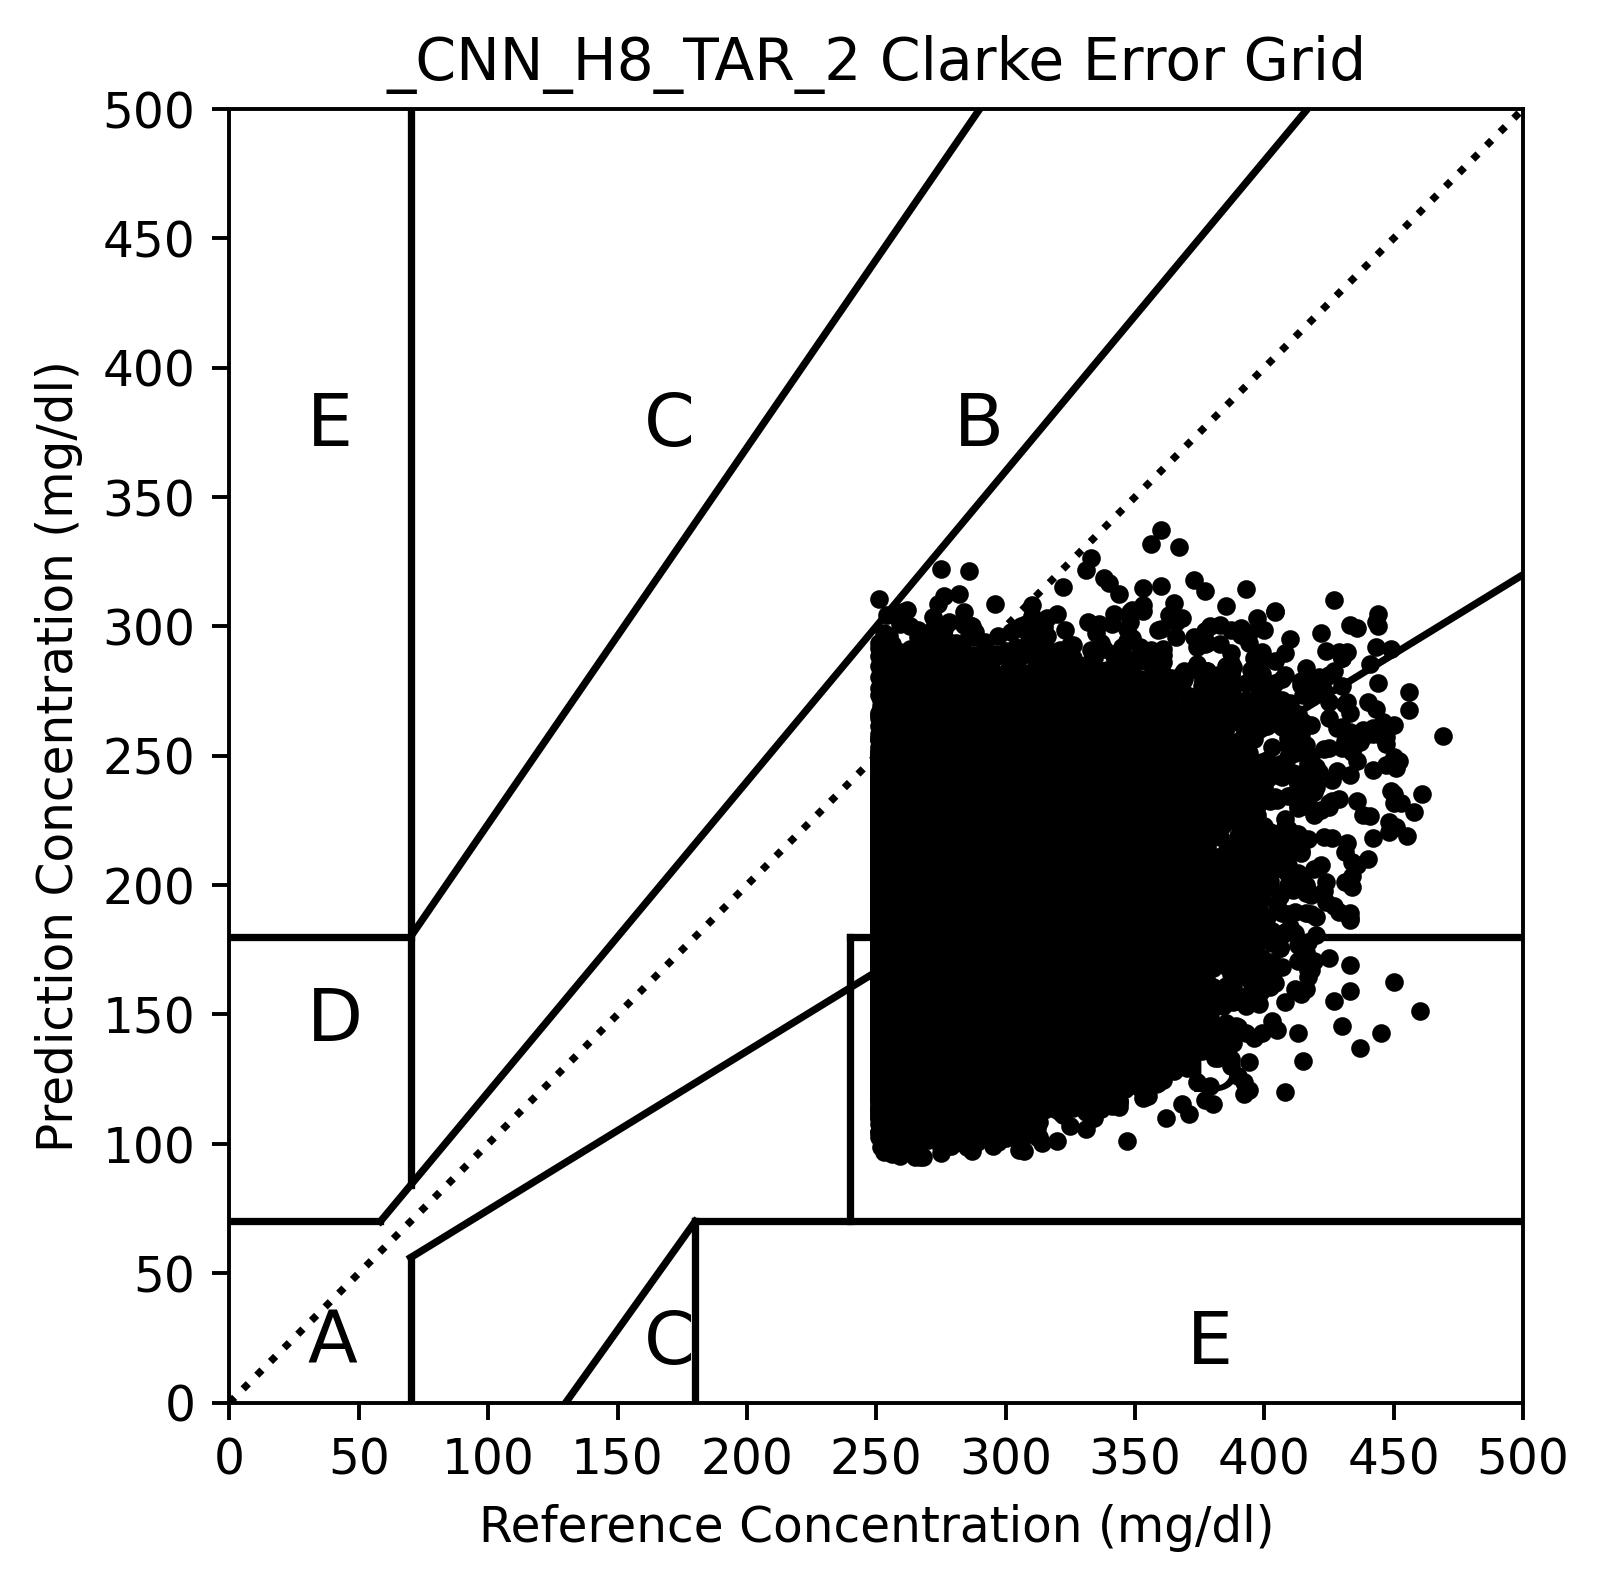 _CNN_H8_TAR_2 Clarke Error Grid
500
450
400
350
300
250
200
150
100
50
0
Prediction Concentration (mg/dl)
E
C
B
D
D
A
C
E
0 50 100 150 200 250 300 350 400 450 500
Reference Concentration (mg/dl)